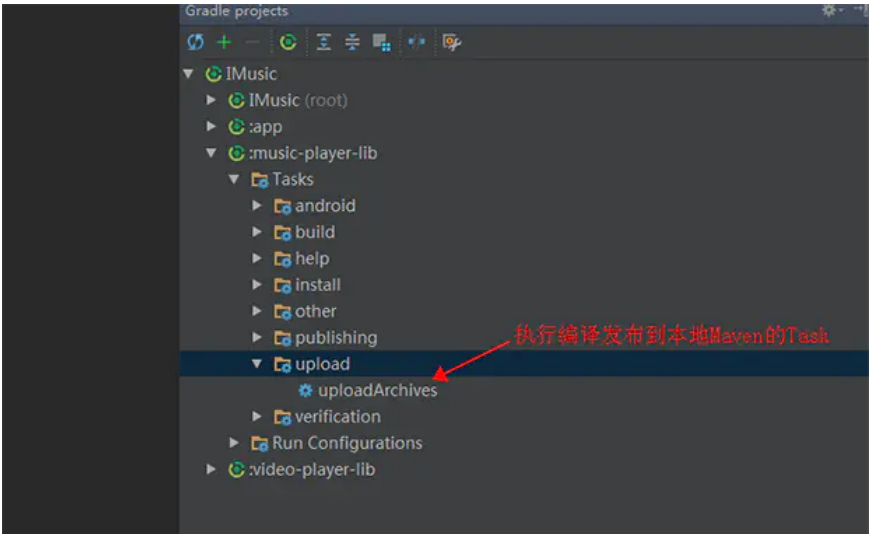 Gradle projects
IMusic
IMusic (root)
:app
:music-player-lib
Tasks
android
build
help
install
other
publishing
执行编译发布到本地Maven的Task
upload
uploadArchives
verification
Run Configurations
:video-player-lib